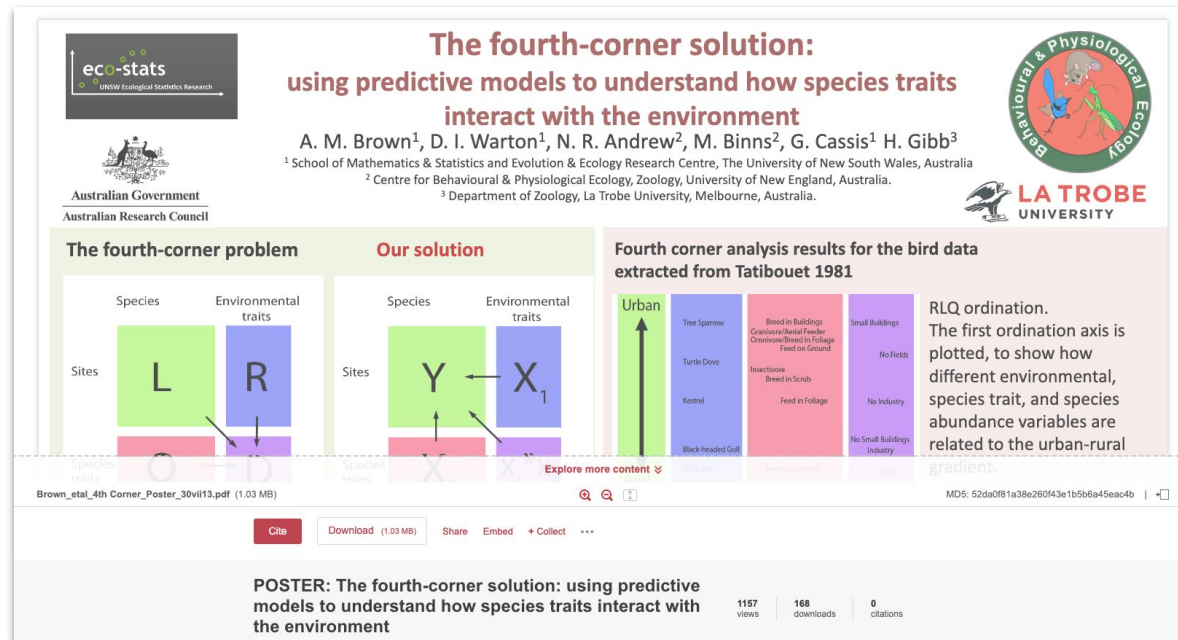 eco-stats
UNSW Ecological Statistics Research
Australian Government
Australian Research Council
The fourth-corner solution:
using predictive models to understand how species traits
interact with the environment
A. M. Brown1, D. I. Warton1, N. R. Andrew2, M. Binns2, G. Cassis1 H. Gibb3
1 School of Mathematics & Statistics and Evolution & Ecology Research Centre, The University of New South Wales, Australia
2 Centre for Behavioural & Physiological Ecology, Zoology, University of New England, Australia.
3 Department of Zoology, La Trobe University, Melbourne, Australia.
Behavioural & Physiological Ecology
LA TROBE
UNIVERSITY
The fourth-corner problem
Species
Environmental
traits
Sites
L
R
Species
traits
Q
D
Our solution
Species
Environmental
traits
Sites
Y
X1
Species
traits
Fourth corner analysis results for the bird data
extracted from Tatibouet 1981
Urban
Tree Sparrow
Turtle Dove
Kestrel
Black-headed Gull
Breed in Buildings
Granivore/Aerial Feeder
Omnivore/Breed in Foliage
Feed on Ground
Insectivore
Breed in Scrub
Feed in Foliage
Small Buildings
No Fields
No Industry
No Small Buildings
Industry
RLQ ordination.
The first ordination axis is
plotted, to show how
different environmental,
species trait, and species
abundance variables are
related to the urban-rural
gradient.
Explore more content
Brown_etal_4th Corner_Poster_30vii13.pdf (1.03 MB)
MD5: 52da0f81a38e260f43e1b5b6a45eac4b
Cite
Download (1.03 MB)
Share
Embed
+ Collect
•••
POSTER: The fourth-corner solution: using predictive
models to understand how species traits interact with
the environment
1157
views
168
downloads
0
citations